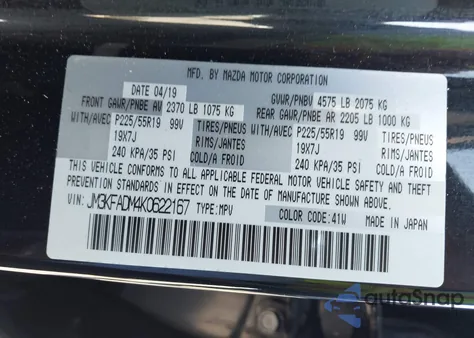 MFD. BY MAZDA MOTOR CORPORATION
DATE 04/19 GVWR/PNBV 4575 LB 2075 KG
FRONT GAWR/PNBE AV 2370 LB 1075 KG REAR GAWR/PNBE AR 2205 LB 1000 KG
WITH/AVEC P225/55R19 99V TIRES/PNEUS WITH/AVEC P225/55R19 99V TIRES/PNEUS
19X7J RIMS/JANTES 19X7J RIMS/JANTES
240 KPA/35 PSI COLD/A FROID 240 KPA/35 PSI COLD/A FROID
THIS VEHICLE CONFORMS TO ALL APPLICABLE FEDERAL MOTOR VEHICLE SAFETY AND THEFT
PREVENTION STANDARDS IN EFFECT ON THE DATE OF MANUFACTURE SHOWN ABOVE.
VIN: JM3KFADM4K0622167 TYPE:MPV COLOR CODE:41W MADE IN JAPAN
autoSnap